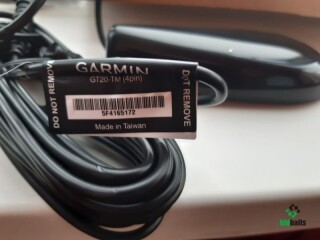 GARMIN
GT20-TM (4pin)
DO NOT REMOVE
5F4165172
Made in Taiwan
DO NOT REMOVE